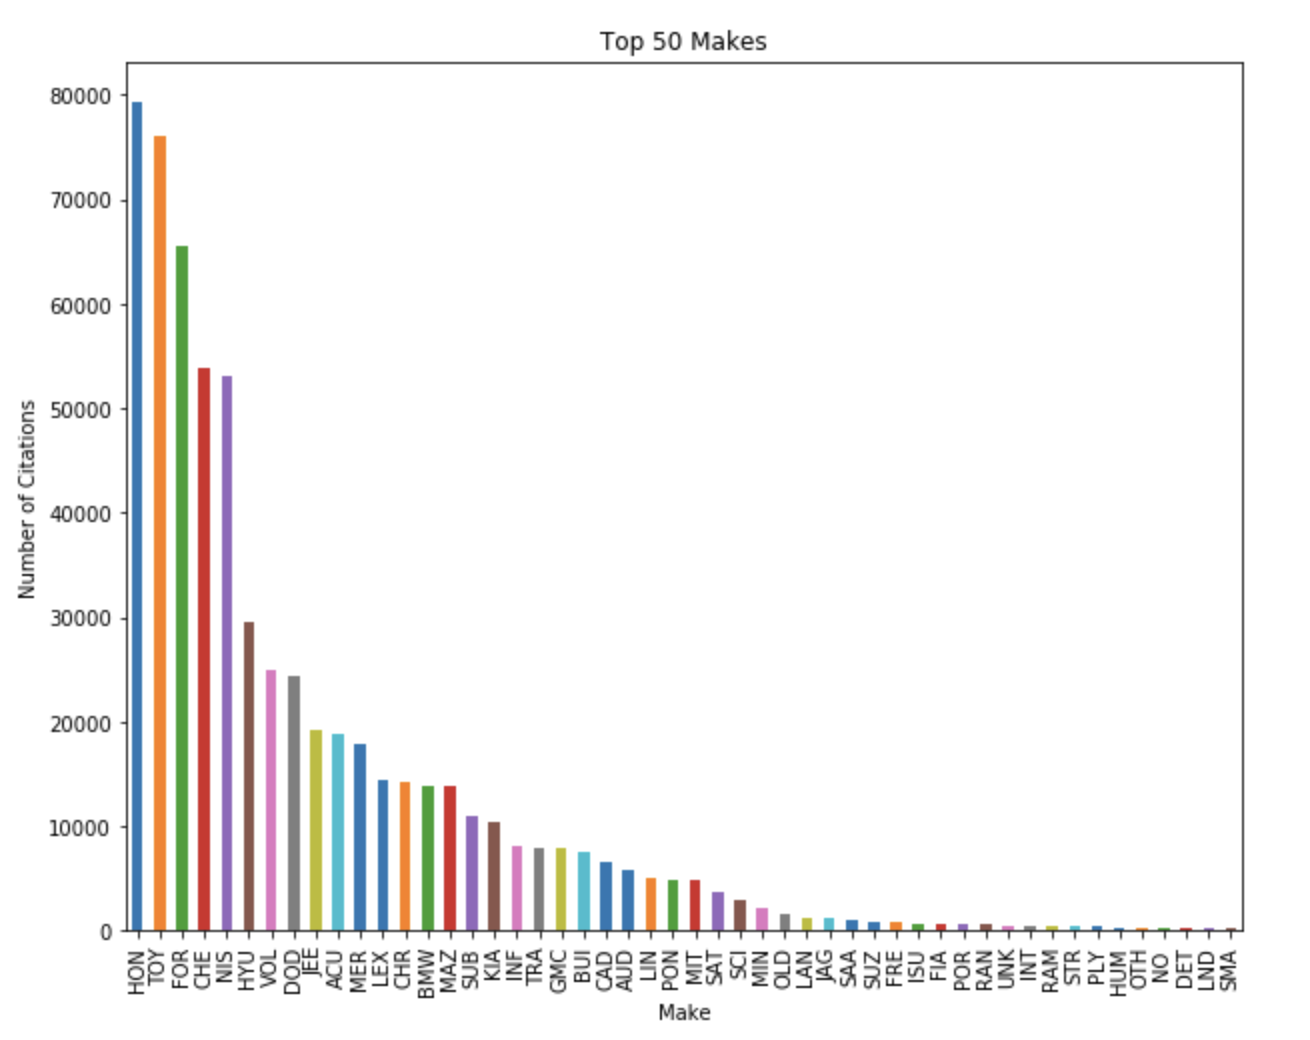 Top 50 Makes
Number of Citations
80000
70000
60000
50000
40000
30000
20000
10000
0
HON TOY FOR CHE NIS HYU VOL DOD JEE ACU MER LEX CHR BMW MAZ SUB KIA INF TRA GMC BUI CAD AUD LIN PON MIT SAT SCI MIN OLD LAN JAG SAA SUZ FRE ISU FIA POR RAN UNK INT RAM STR PLY HUM OTH NO DET LND SMA
Make